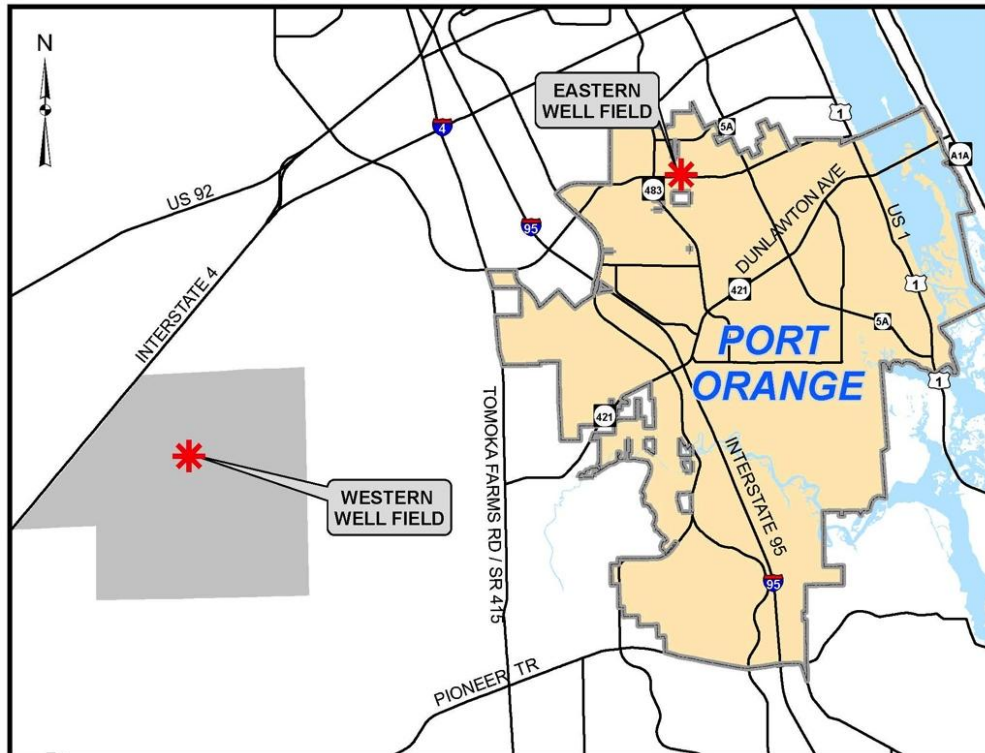 N
EASTERN
WELL FIELD
4
5A
1
A1A
US 92
483
95
DUNLAWTON AVE
US 1
INTERSTATE 4
421
1
5A
PORT
ORANGE
1
TOMOKA FARMS RD / SR 415
421
WESTERN
WELL FIELD
INTERSTATE 95
95
PIONEER TR